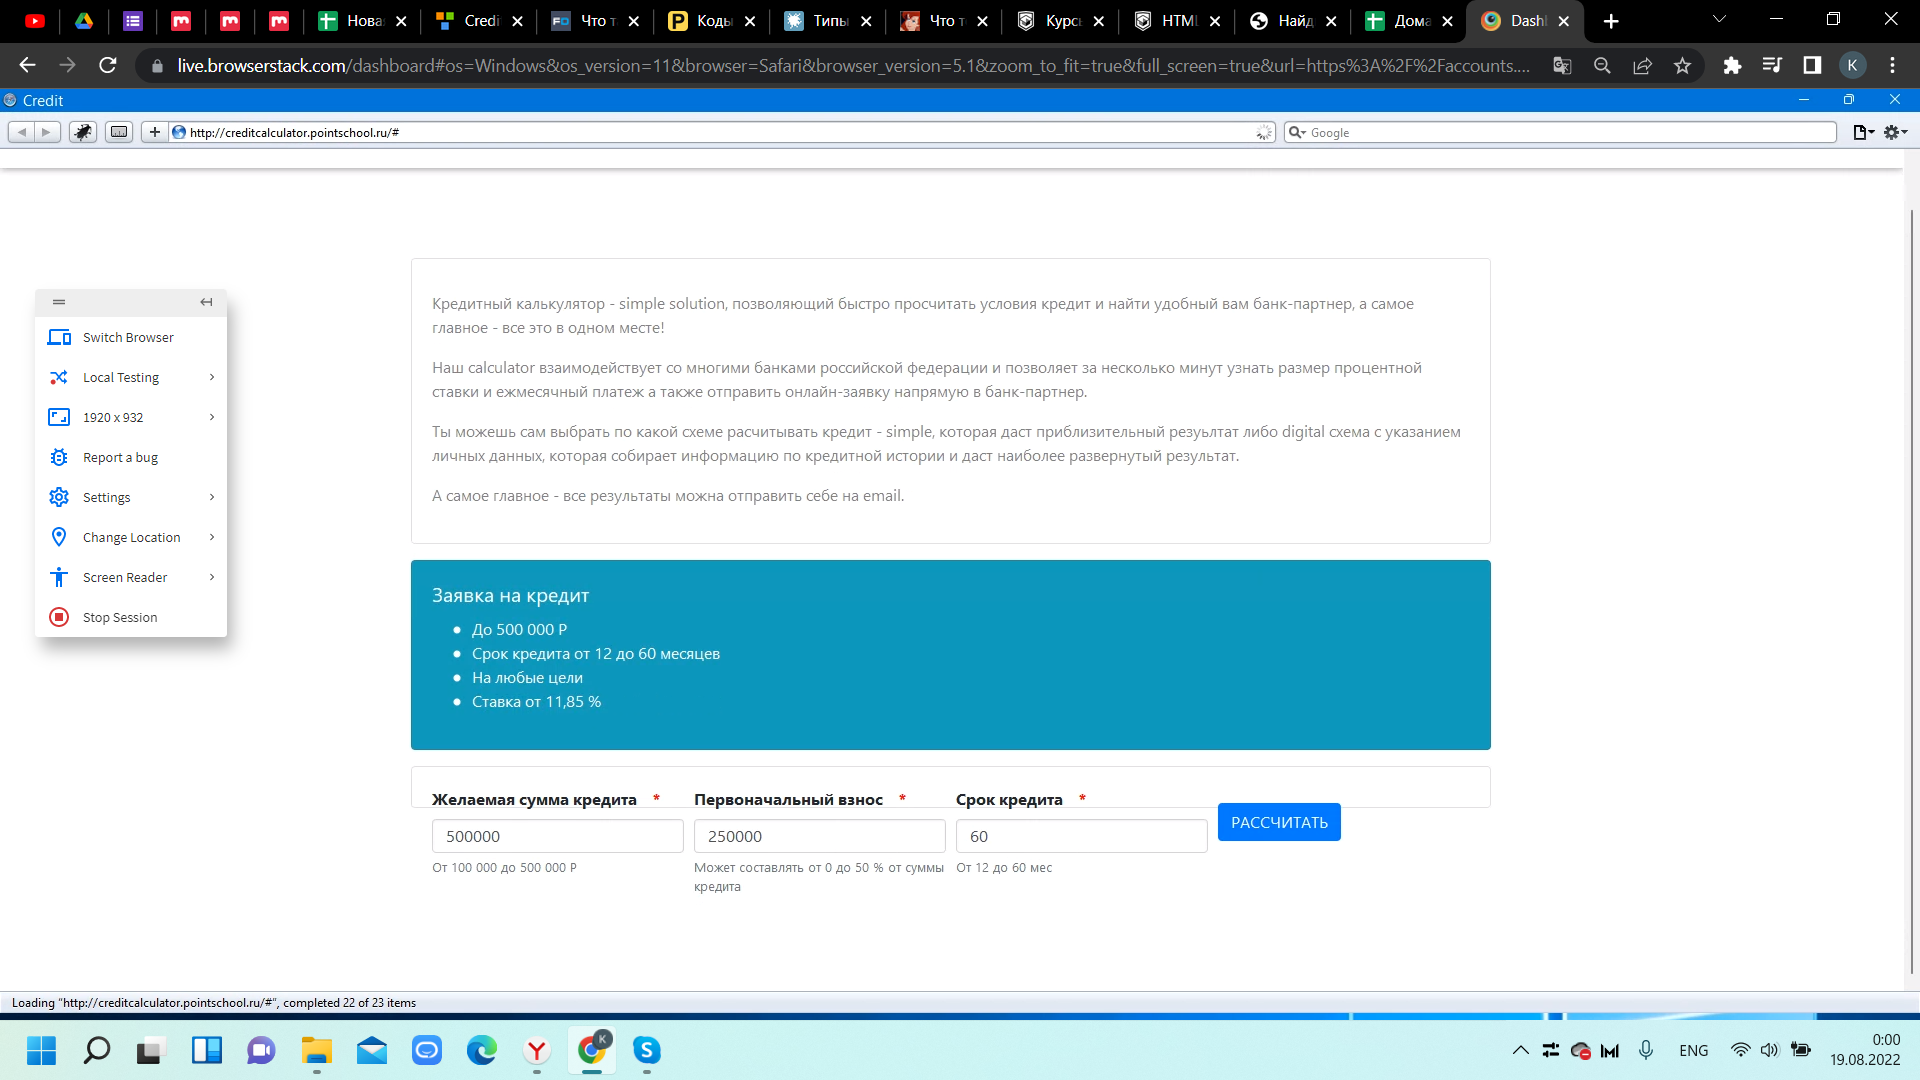 Нова
Credi
Что т
Коды
Типы
Что т
Курсы
HTML
Найд
Дома
Dashl
live.browserstack.com/dashboard#os=Windows&os_version=11&browser=Safari&browser_version=5.1&zoom_to_fit=true&full_screen=true&url=https%3A%2F%2Faccounts....
K
Credit
http://creditcalculator.pointschool.ru/#
Google
Switch Browser
Local Testing
1920 x 932
Report a bug
Settings
Change Location
Screen Reader
Stop Session
Кредитный калькулятор - simple solution, позволяющий быстро просчитать условия кредит и найти удобный вам банк-партнер, а самое
главное - все это в одном месте!
Наш calculator взаимодействует со многими банками российской федерации и позволяет за несколько минут узнать размер процентной
ставки и ежмесячный платеж а также отправить онлайн-заявку напрямую в банк-партнер.
Ты можешь сам выбрать по какой схеме расчитывать кредит - simple, которая даст приблизительный резуьлтат либо digital схема с указанием
личных данных, которая собирает информацию по кредитной истории и даст наиболее развернутый результат.
А самое главное - все результаты можна отправить себе на email.
Заявка на кредит
До 500 000 Р
Срок кредита от 12 до 60 месяцев
На любые цели
Ставка от 11,85 %
Желаемая сумма кредита *
Первоначальный взнос *
Срок кредита *
500000
250000
60
РАССЧИТАТЬ
От 100 000 до 500 000 Р
Может составлять от 0 до 50 % от суммы
кредита
От 12 до 60 мес
Loading "http://creditcalculator.pointschool.ru/#", completed 22 of 23 items
ENG
0:00
19.08.2022